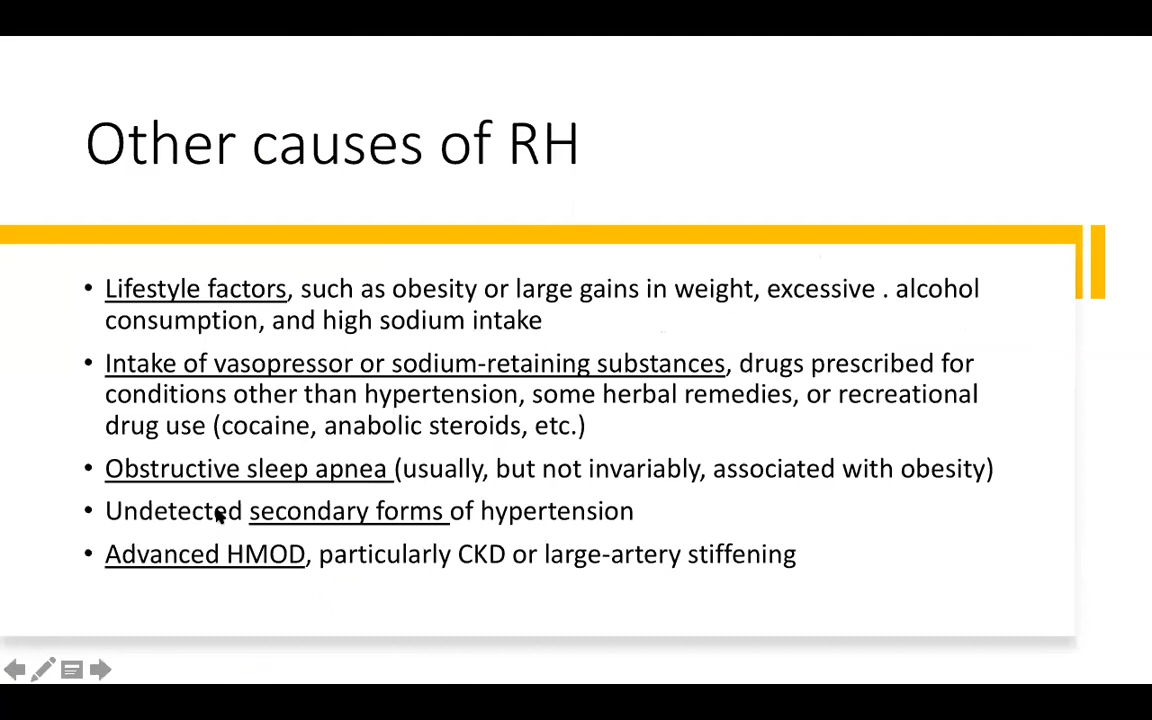 Other causes of RH
• Lifestyle factors, such as obesity or large gains in weight, excessive . alcohol
consumption, and high sodium intake
• Intake of vasopressor or sodium-retaining substances, drugs prescribed for
conditions other than hypertension, some herbal remedies, or recreational
drug use (cocaine, anabolic steroids, etc.)
• Obstructive sleep apnea (usually, but not invariably, associated with obesity)
• Undetected secondary forms of hypertension
• Advanced HMOD, particularly CKD or large-artery stiffening